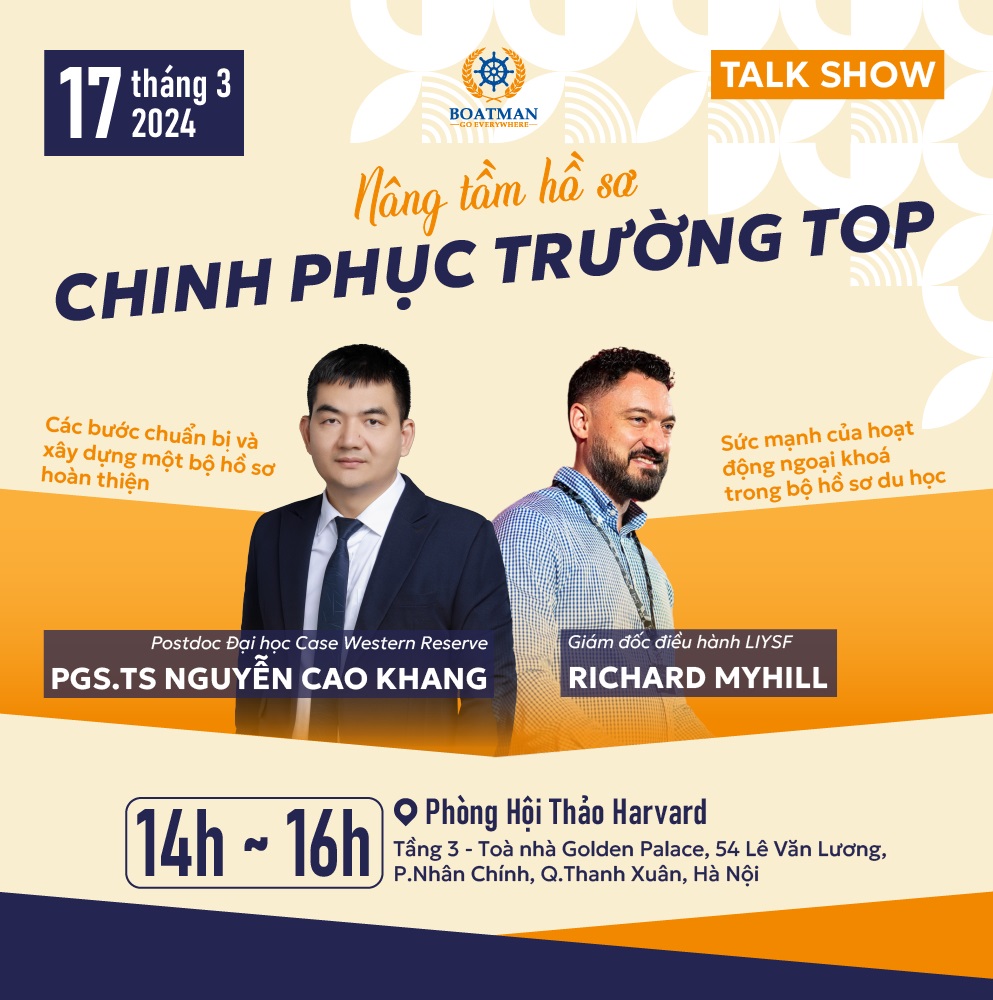 17 tháng 3
2024
BOATMAN
GO EVERYWHERE
TALK SHOW
Nâng tầm hồ sơ
CHINH PHỤC TRƯỜNG TOP
Các bước chuẩn bị và
xây dựng một bộ hồ sơ
hoàn thiện
Sức mạnh của hoạt
động ngoại khoá
trong bộ hồ sơ du học
Postdoc Đại học Case Western Reserve
PGS.TS NGUYỄN CAO KHANG
Giám đốc điều hành LIYSF
RICHARD MYHILL
14h ~ 16h
Phòng Hội Thảo Harvard
Tầng 3 - Toà nhà Golden Palace, 54 Lê Văn Lương,
P.Nhân Chính, Q.Thanh Xuân, Hà Nội